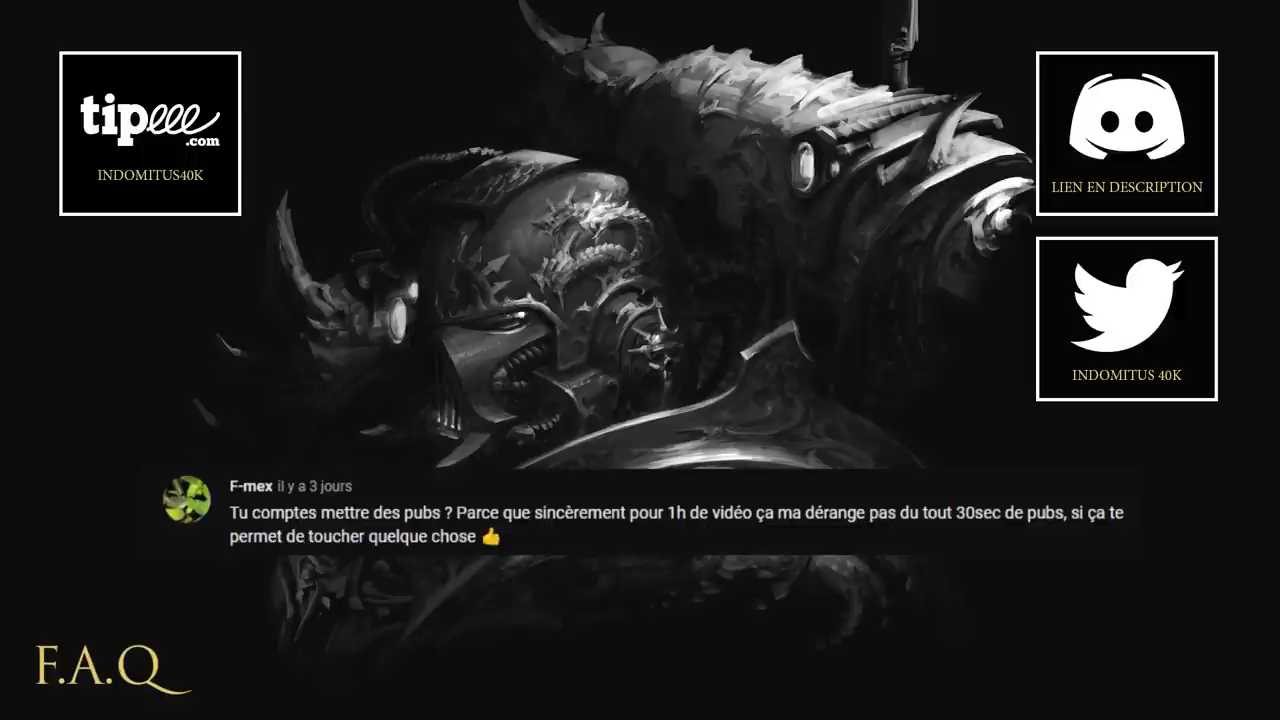 tipeee
.com
INDOMITUS40K
LIEN EN DESCRIPTION
INDOMITUS 40K
F-mex il y a 3 jours
Tu comptes mettre des pubs ? Parce que sincèrement pour 1h de vidéo ça ma dérange pas du tout 30sec de pubs, si ça te
permet de toucher quelque chose 👍
F.A.Q